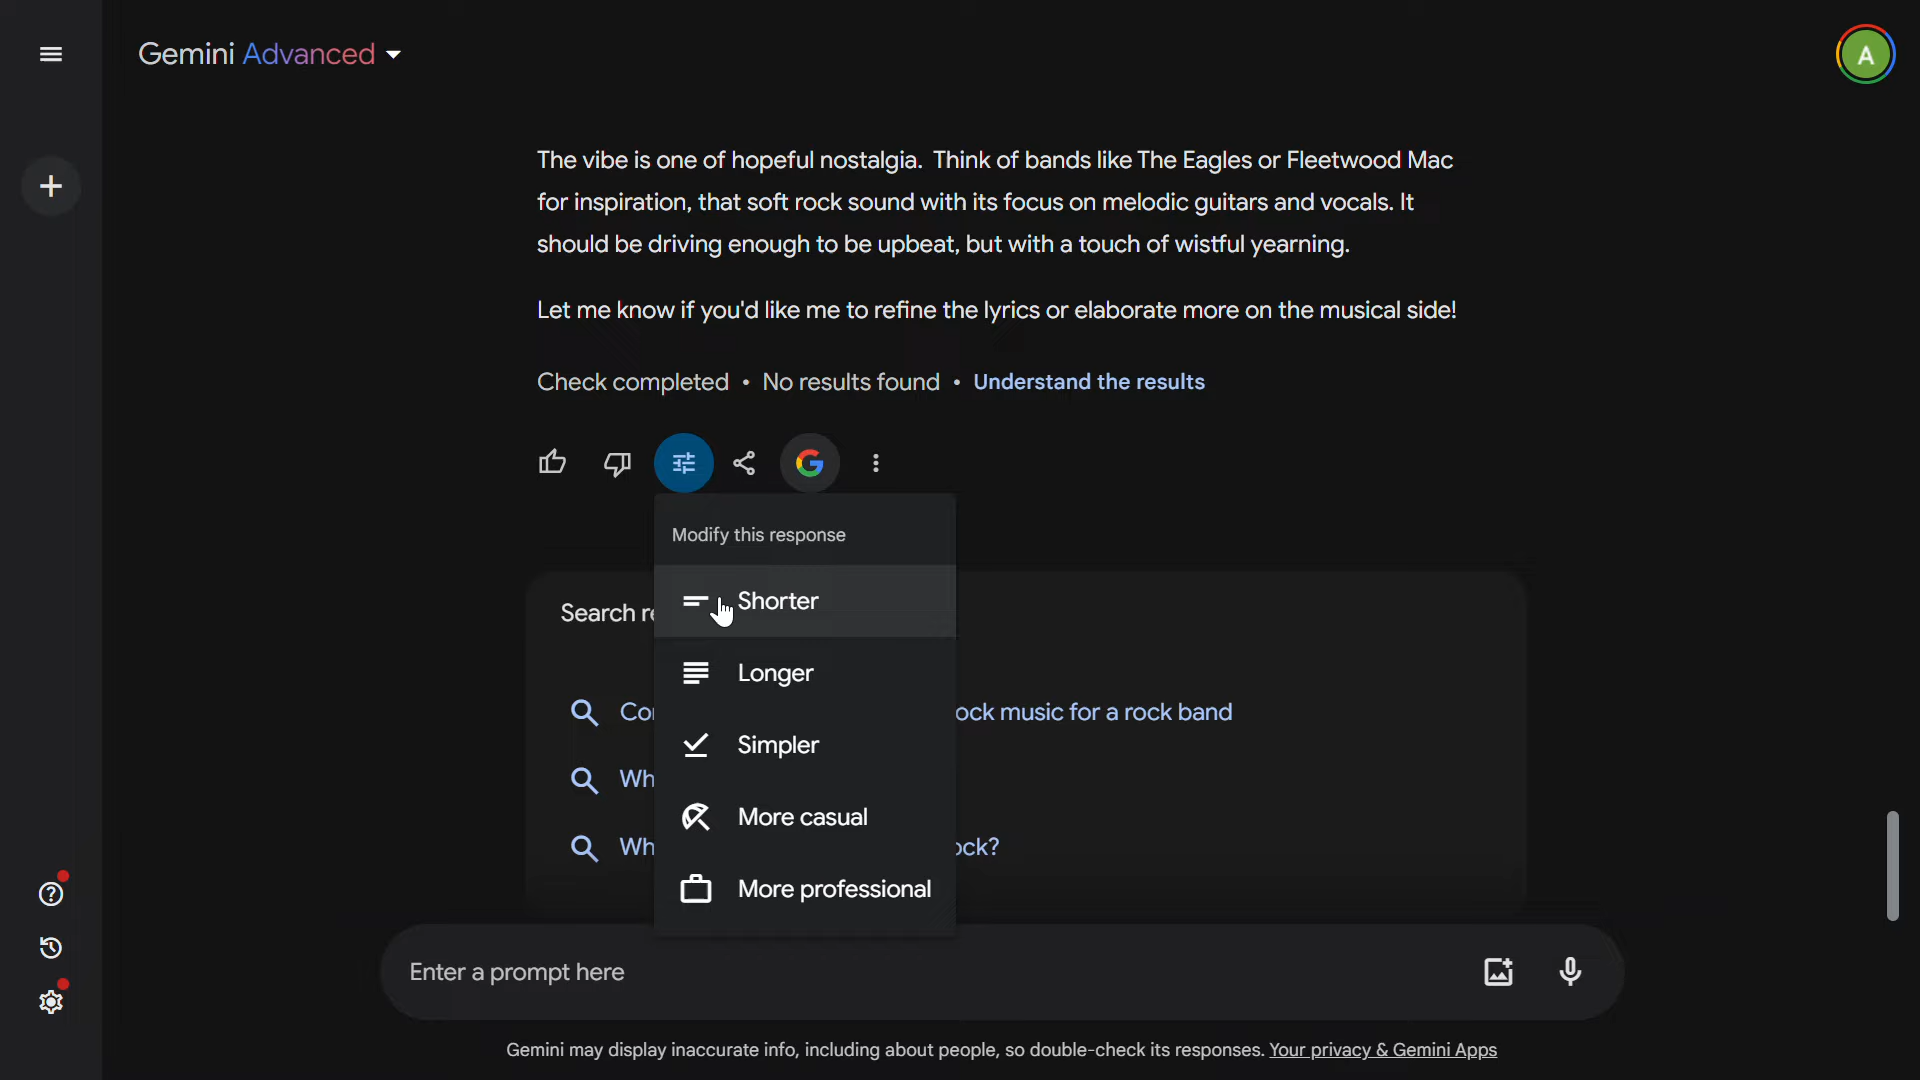 Gemini Advanced
A
The vibe is one of hopeful nostalgia. Think of bands like The Eagles or Fleetwood Mac
for inspiration, that soft rock sound with its focus on melodic guitars and vocals. It
should be driving enough to be upbeat, but with a touch of wistful yearning.
Let me know if you'd like me to refine the lyrics or elaborate more on the musical side!
Check completed • No results found • Understand the results
Modify this response
Shorter
Longer
Simpler
More casual
More professional
Search
music for a rock band
Enter a prompt here
Gemini may display inaccurate info, including about people, so double-check its responses. Your privacy & Gemini Apps